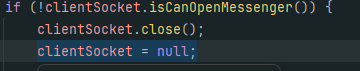 if (!clientSocket.isCanOpenMessenger()) {
clientSocket.close();
clientSocket = null;